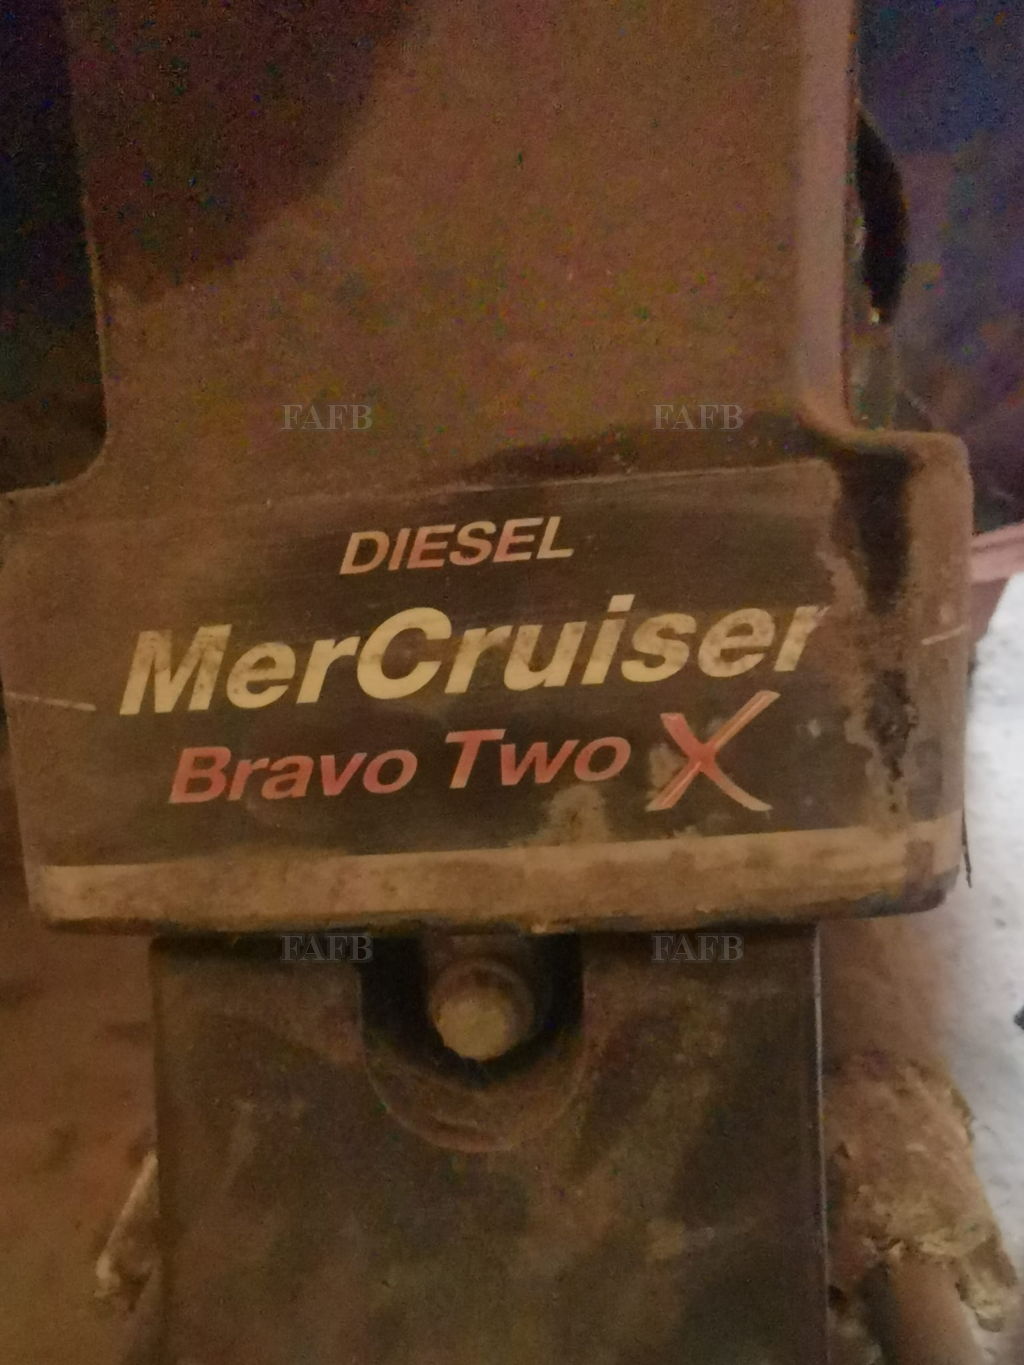 FAFB FAFB
DIESEL
MerCruiser
Bravo Two X
FAFB FAFB